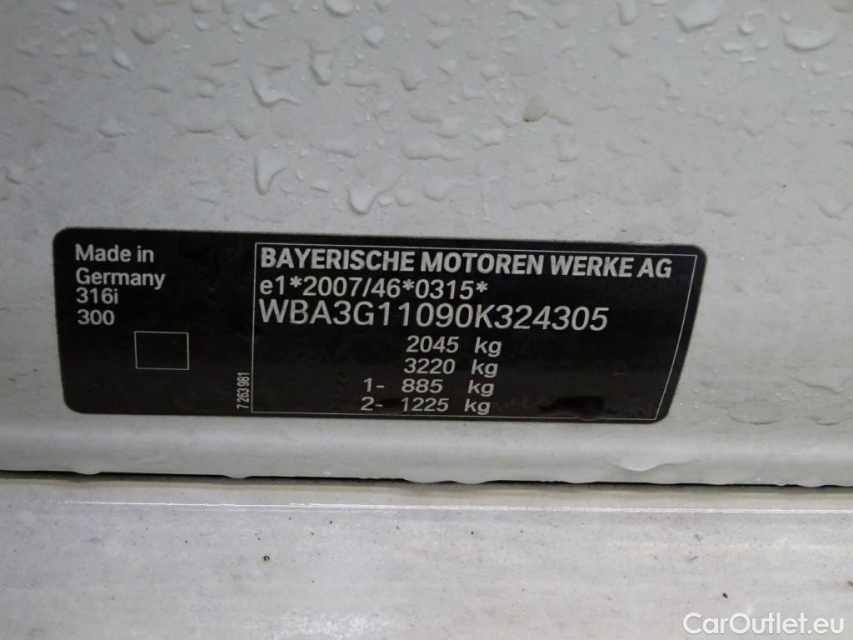 Made in
Germany
316i
300
7 263 981
BAYERISCHE MOTOREN WERKE AG
e1*2007/46*0315*
WBA3G11090K324305
2045 kg
3220 kg
1- 885 kg
2- 1225 kg
CarOutlet.eu